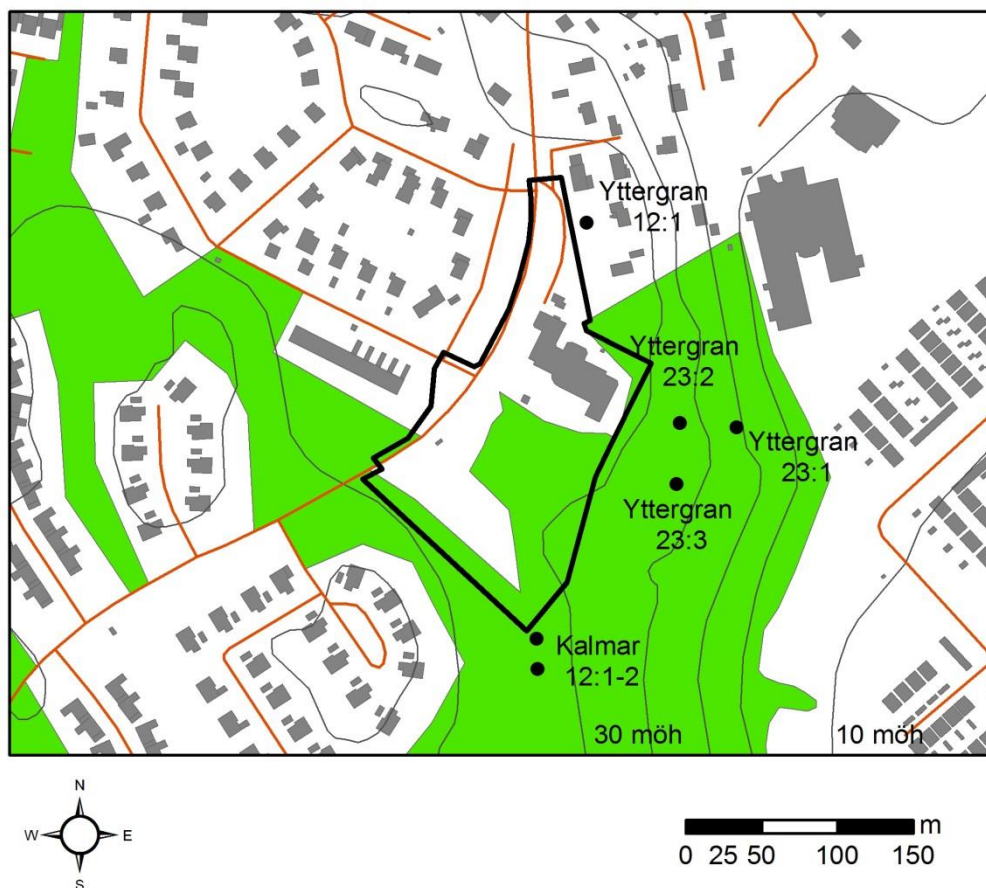 Yttergran
12:1
Yttergran
23:2
Yttergran
23:1
Yttergran
23:3
Kalmar
12:1-2
30 möh
10 möh
N
W
E
S
m
0 25 50 100 150